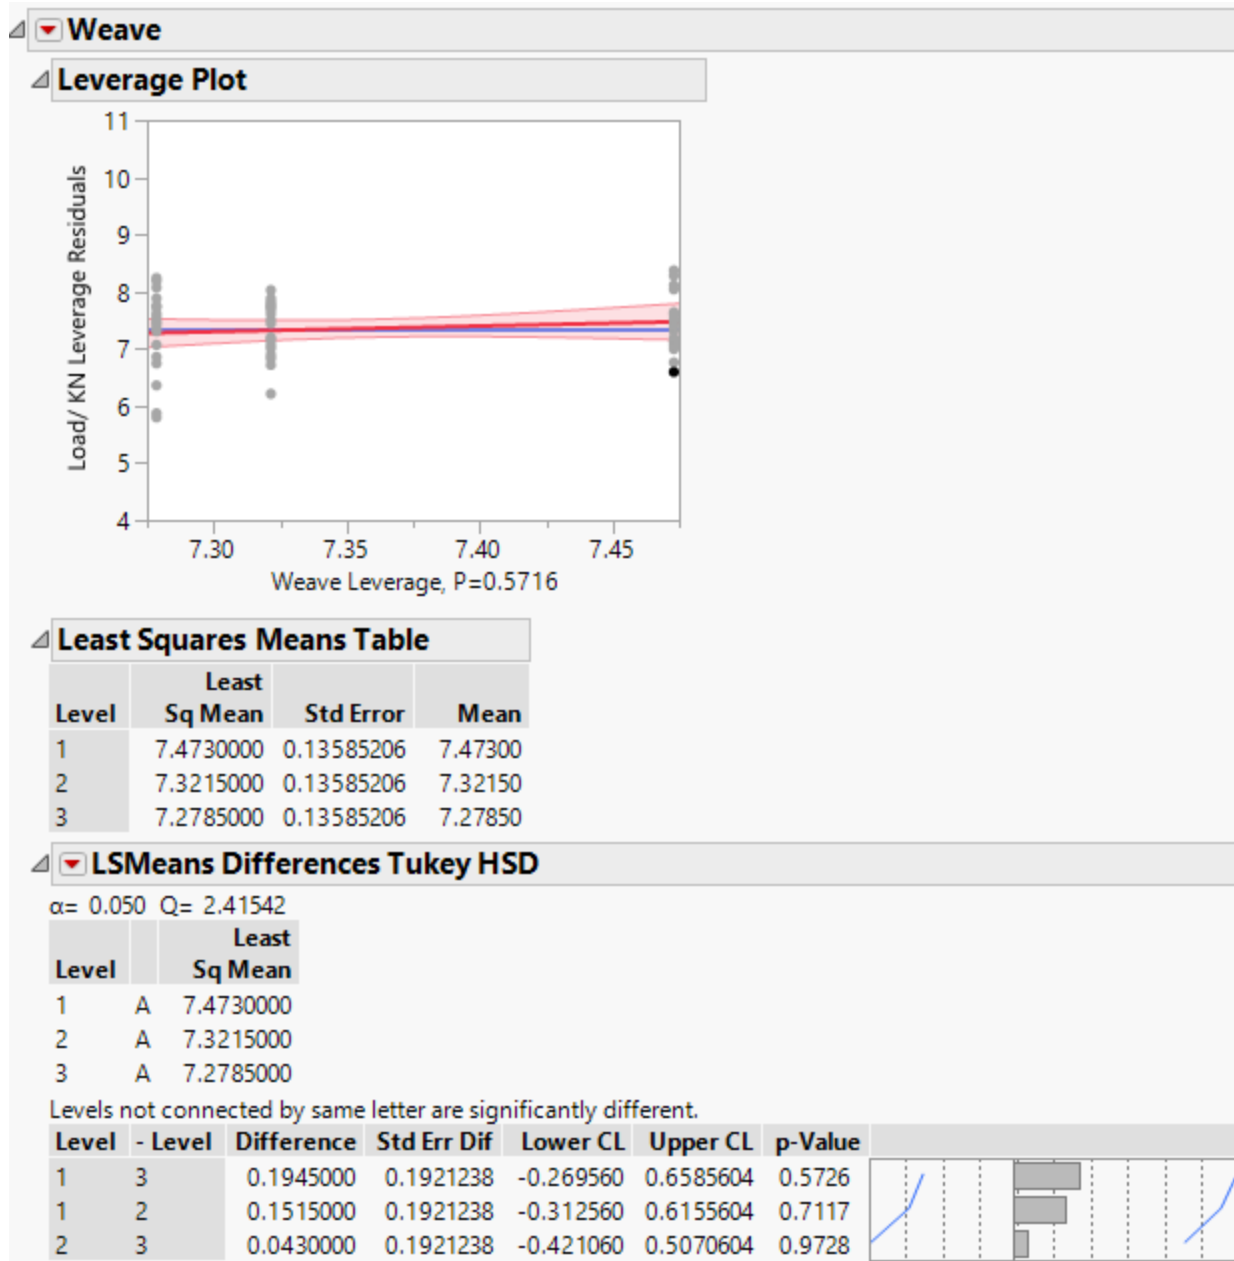 Weave
Leverage Plot
11
10
9
8
7
6
5
4
Load/ KN Leverage Residuals
7.30 7.35 7.40 7.45
Weave Leverage, P=0.5716
Least Squares Means Table
Least
Level Sq Mean Std Error Mean
1 7.4730000 0.13585206 7.47300
2 7.3215000 0.13585206 7.32150
3 7.2785000 0.13585206 7.27850
LSMeans Differences Tukey HSD
α= 0.050 Q= 2.41542
Least
Level Sq Mean
1 A 7.4730000
2 A 7.3215000
3 A 7.2785000
Levels not connected by same letter are significantly different.
Level - Level Difference Std Err Dif Lower CL Upper CL p-Value
1 3 0.1945000 0.1921238 -0.269560 0.6585604 0.5726
1 2 0.1515000 0.1921238 -0.312560 0.6155604 0.7117
2 3 0.0430000 0.1921238 -0.421060 0.5070604 0.9728